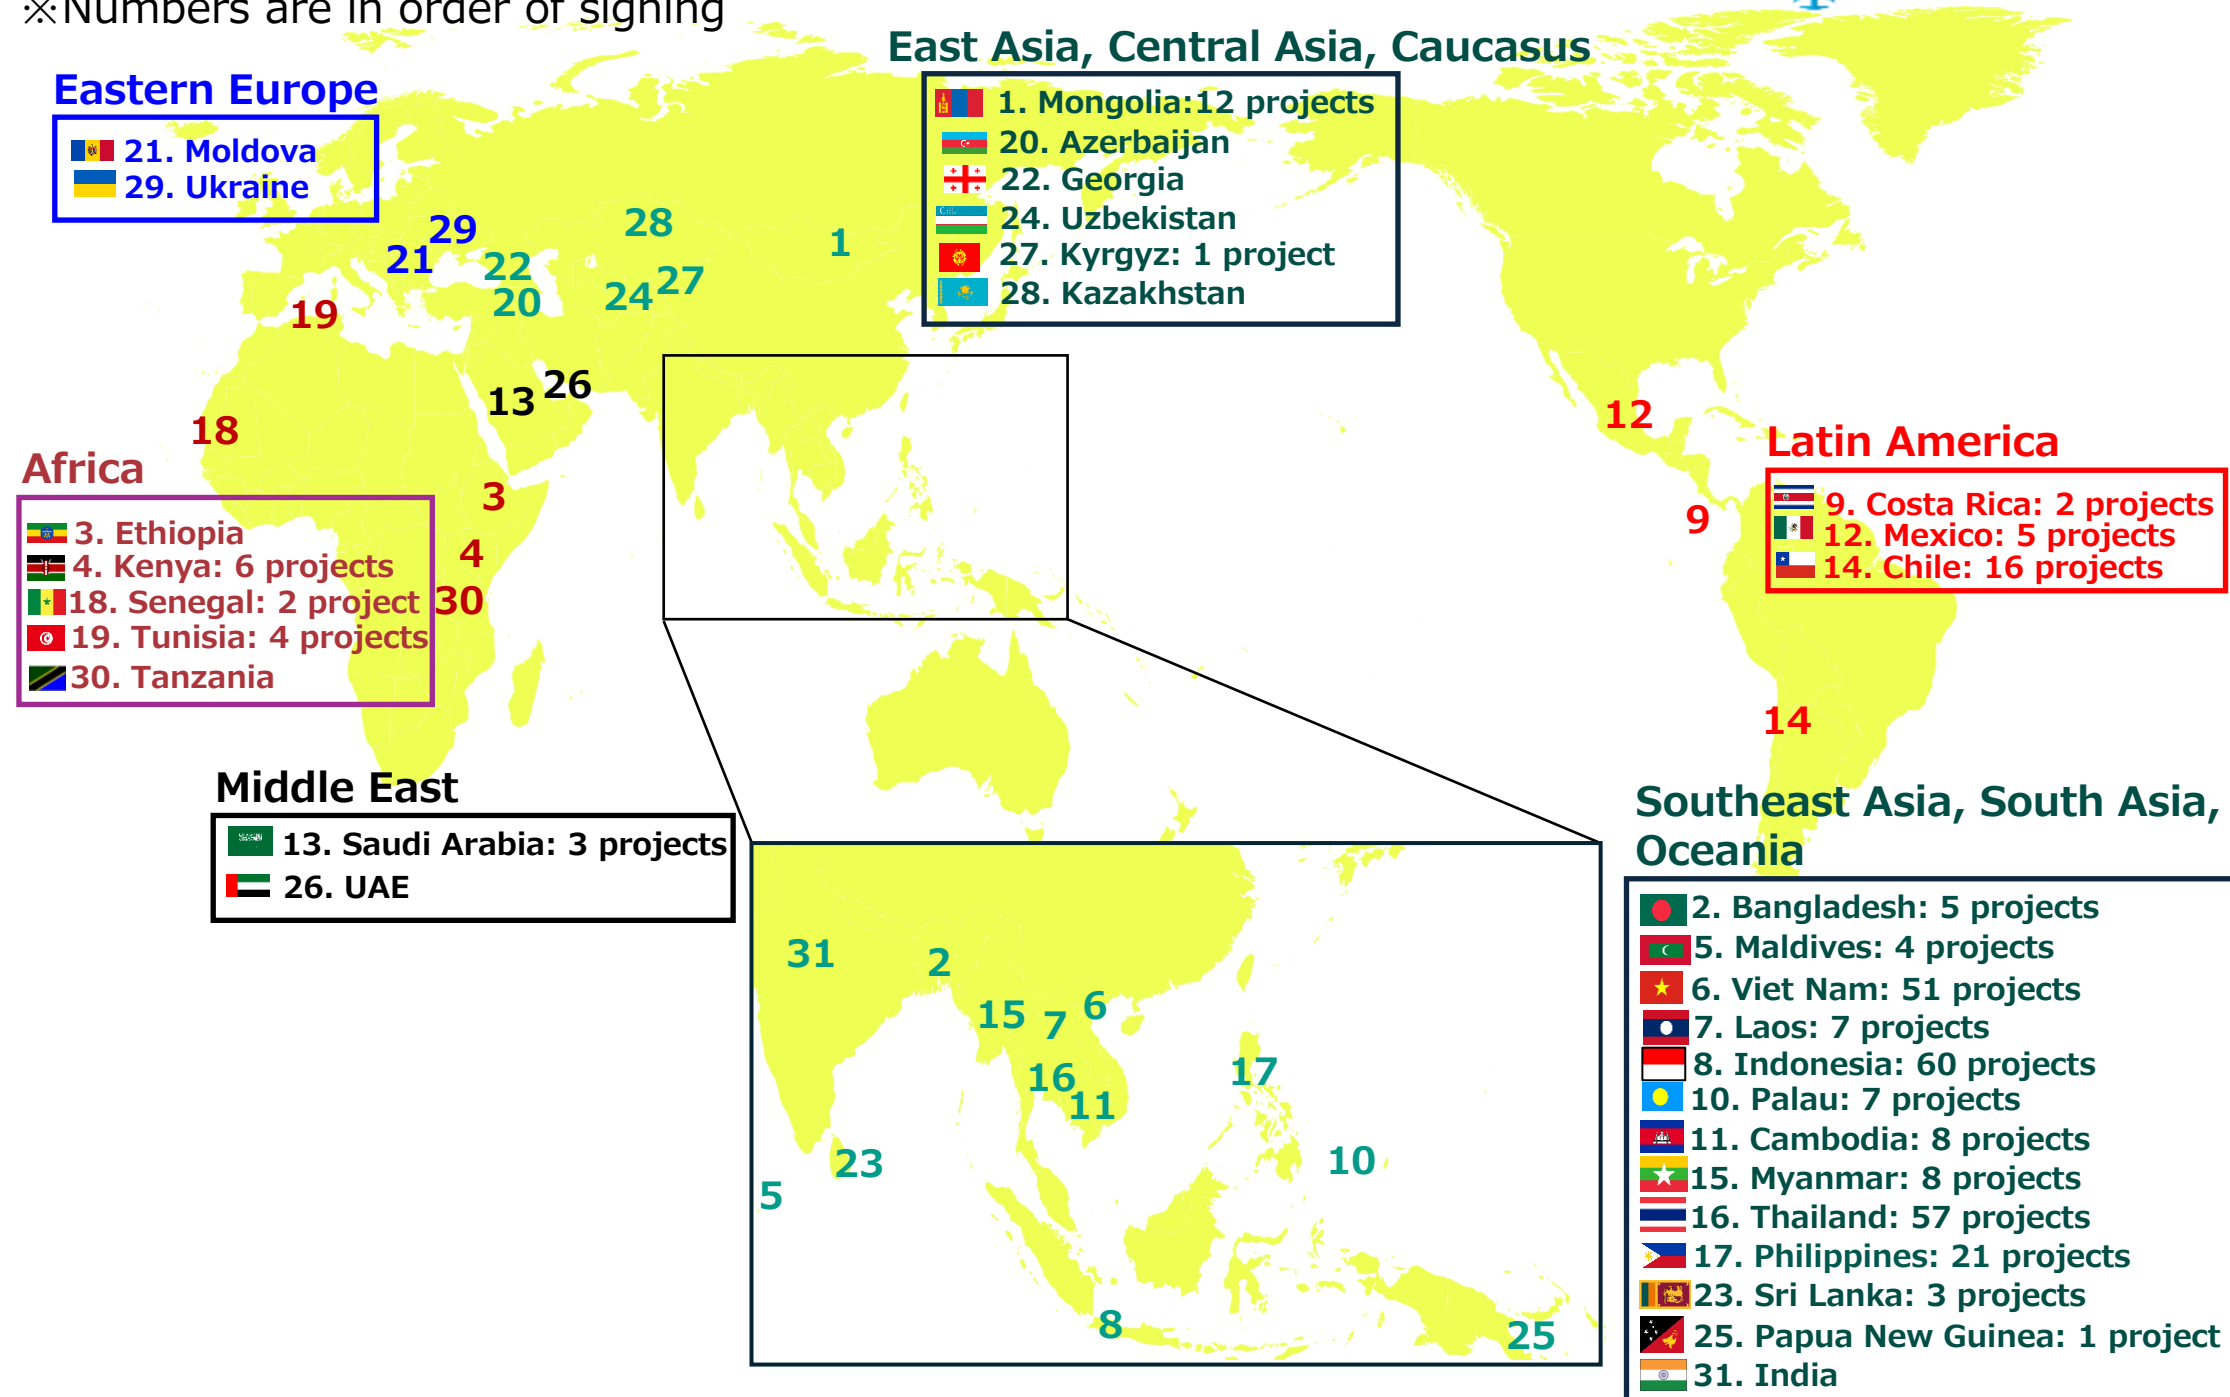 ※Numbers are in order of signing
East Asia, Central Asia, Caucasus
1. Mongolia:12 projects
20. Azerbaijan
22. Georgia
24. Uzbekistan
27. Kyrgyz: 1 project
28. Kazakhstan
Eastern Europe
21. Moldova
29. Ukraine
29
28
1
21
22
27
20
24
19
13
26
18
12
Latin America
9. Costa Rica: 2 projects
12. Mexico: 5 projects
14. Chile: 16 projects
Africa
3. Ethiopia
4. Kenya: 6 projects
18. Senegal: 2 project
19. Tunisia: 4 projects
30. Tanzania
3
4
30
9
14
Middle East
13. Saudi Arabia: 3 projects
26. UAE
31
2
15
7
6
16
11
17
10
23
5
8
25
Southeast Asia, South Asia,
Oceania
2. Bangladesh: 5 projects
5. Maldives: 4 projects
6. Viet Nam: 51 projects
7. Laos: 7 projects
8. Indonesia: 60 projects
10. Palau: 7 projects
11. Cambodia: 8 projects
15. Myanmar: 8 projects
16. Thailand: 57 projects
17. Philippines: 21 projects
23. Sri Lanka: 3 projects
25. Papua New Guinea: 1 project
31. India